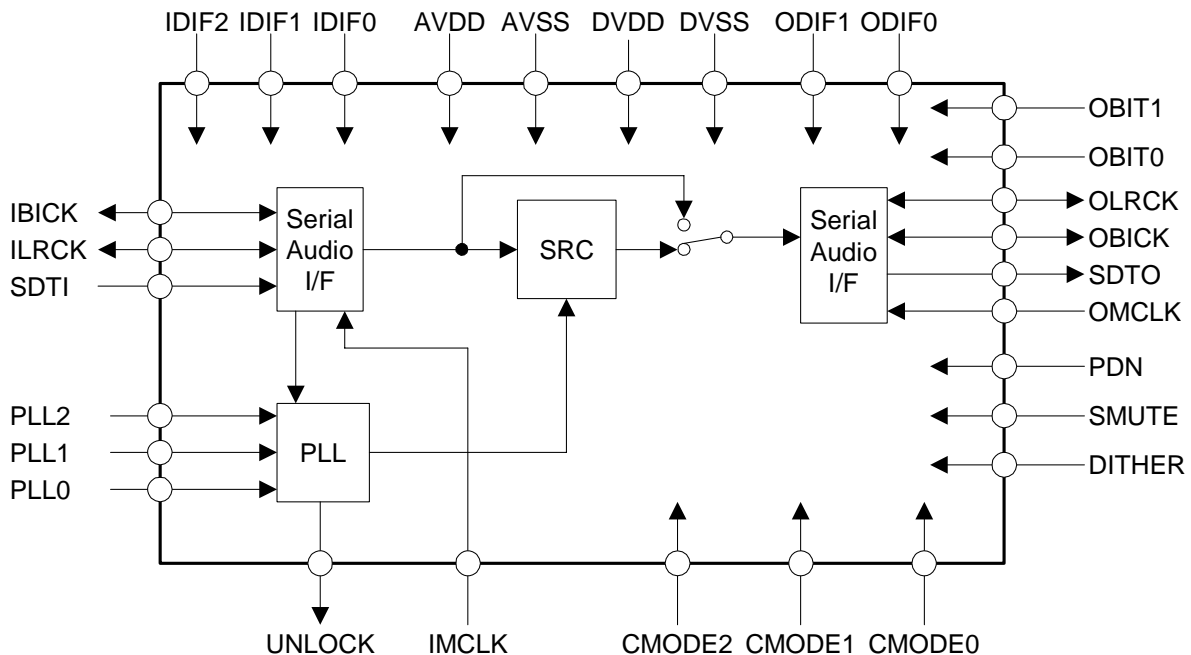 IDIF2 IDIF1 IDIF0 AVDD AVSS DVDD DVSS ODIF1 ODIF0
OBIT1
OBIT0
IBICK
ILRCK
SDTI
Serial
Audio
I/F
SRC
Serial
Audio
I/F
OLRCK
OBICK
SDTO
OMCLK
PDN
SMUTE
DITHER
PLL2
PLL1
PLL0
PLL
UNLOCK IMCLK CMODE2 CMODE1 CMODE0